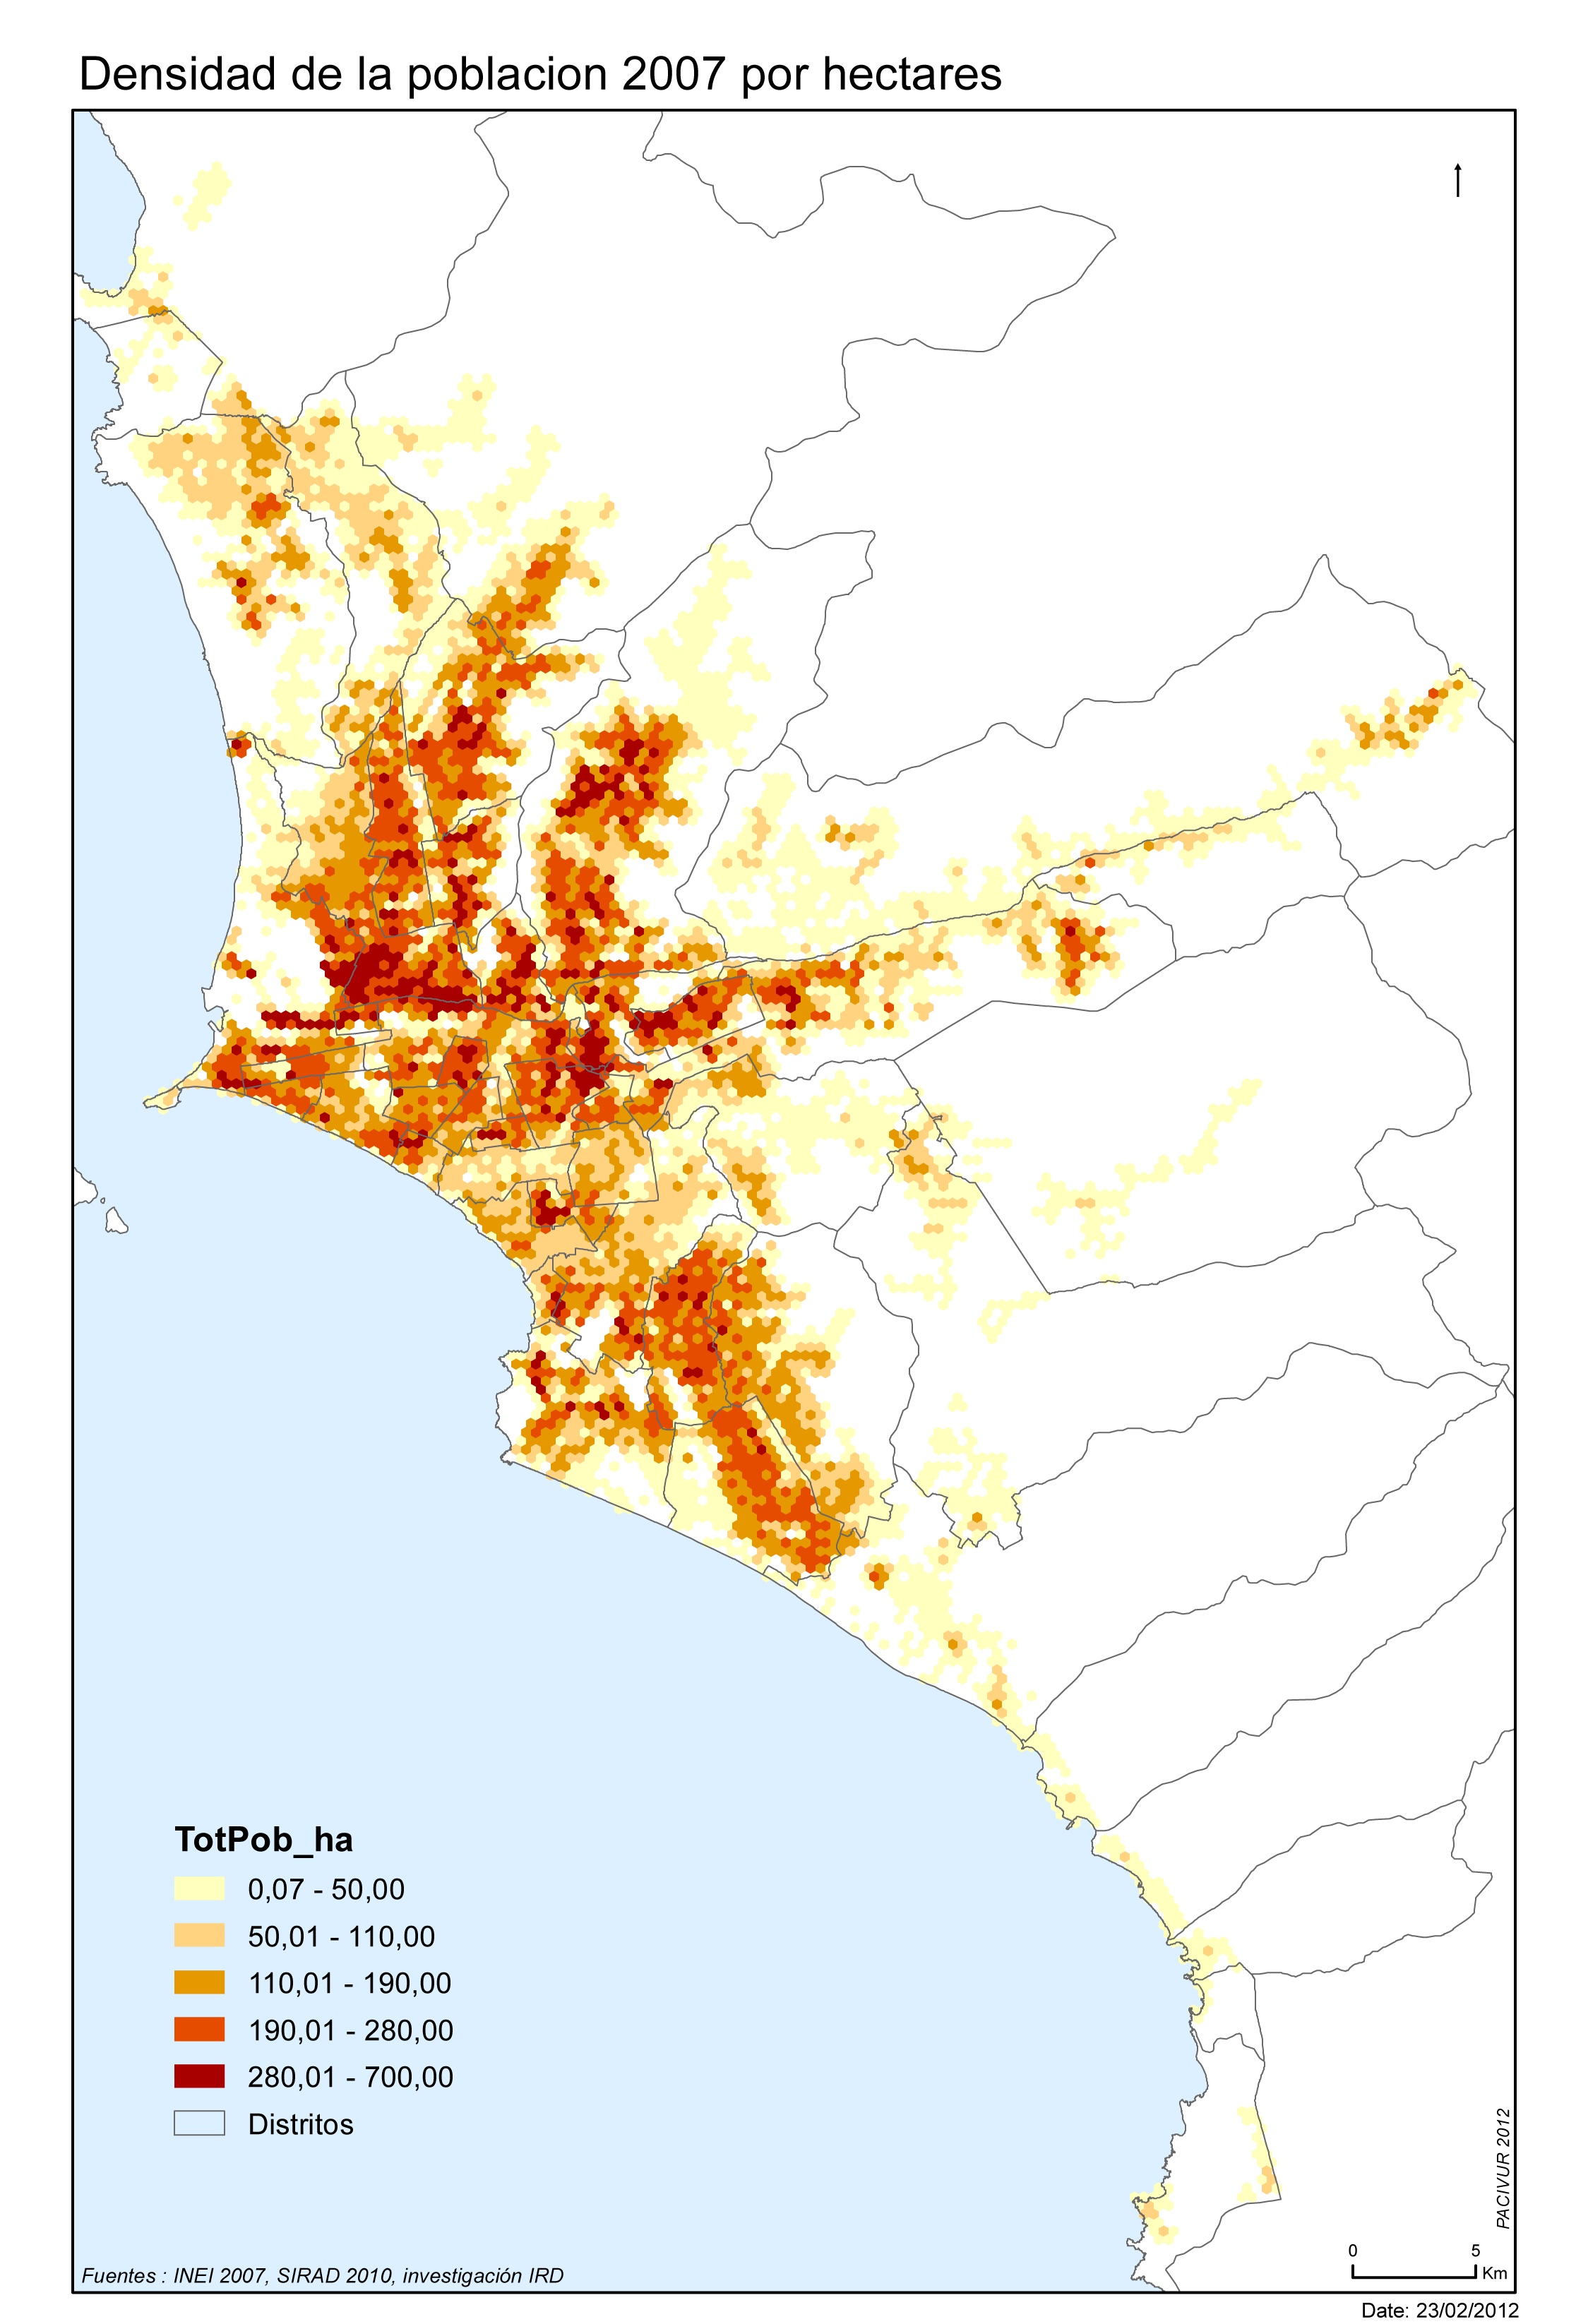 Densidad de la poblacion 2007 por hectares
TotPob_ha
0,07 - 50,00
50,01 - 110,00
110,01 - 190,00
190,01 - 280,00
280,01 - 700,00
Distritos
PACIVUR 2012
0 5
Km
Fuentes : INEI 2007, SIRAD 2010, investigación IRD
Date: 23/02/2012